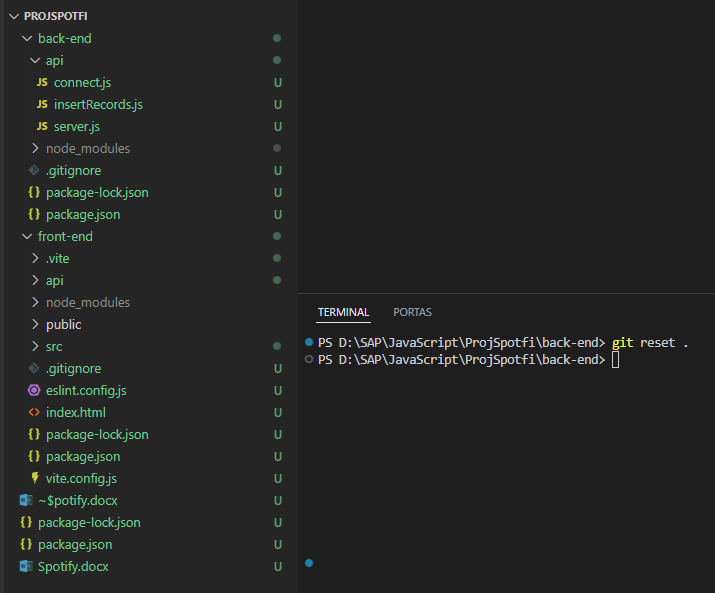 PROJSPOTFI
back-end
api
JS connect.js U
JS insertRecords.js U
JS server.js U
node_modules
.gitignore U
{} package-lock.json U
{} package.json U
front-end
.vite
api
node_modules
public
src
.gitignore U
eslint.config.js U
<> index.html U
{} package-lock.json U
{} package.json U
vite.config.js U
~$potify.docx U
{} package-lock.json U
{} package.json U
Spotify.docx U
TERMINAL PORTAS
PS D:\SAP\JavaScript\ProjSpotfi\back-end> git reset .
PS D:\SAP\JavaScript\ProjSpotfi\back-end>